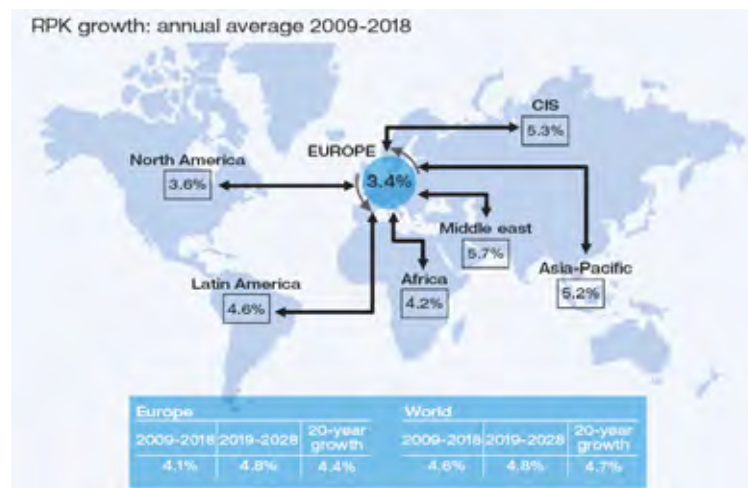 RPK growth: annual average 2009-2018
CIS
5.3%
EUROPE
3.4%
North America
3.6%
Middle east
5.7%
Asia-Pacific
5.2%
Latin America
4.6%
Africa
4.2%
Europe World
2009-2018 2019-2028 20-year growth 2009-2018 2019-2028 20-year growth
4.1% 4.8% 4.4% 4.6% 4.8% 4.7%